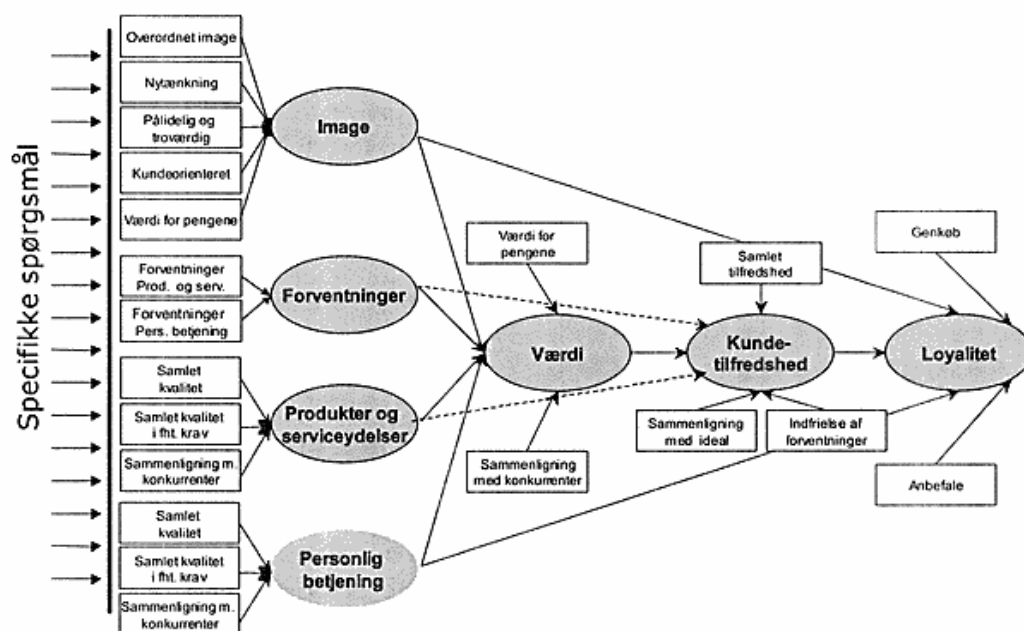 Specifikke spørgsmål
Overordnet image
Nytænkning
Pålidelig og
troværdig
Kundeorienteret
Værdi for pengene
Forventninger
Prod. og serv.
Forventninger
Pers. betjening
Samlet
kvalitet
Samlet kvalitet
i fht. krav
Sammenligning m.
konkurrenter
Samlet
kvalitet
Samlet kvalitet
i fht. krav
Sammenligning m.
konkurrenter
Image
Forventninger
Produkter og
serviceydelser
Personlig
betjening
Værdi for
pengene
Værdi
Sammenligning
med konkurrenter
Samlet
tilfredshed
Kunde-
tilfredshed
Sammenligning
med ideal
Indfrielse af
forventninger
Genkøb
Loyalitet
Anbefale